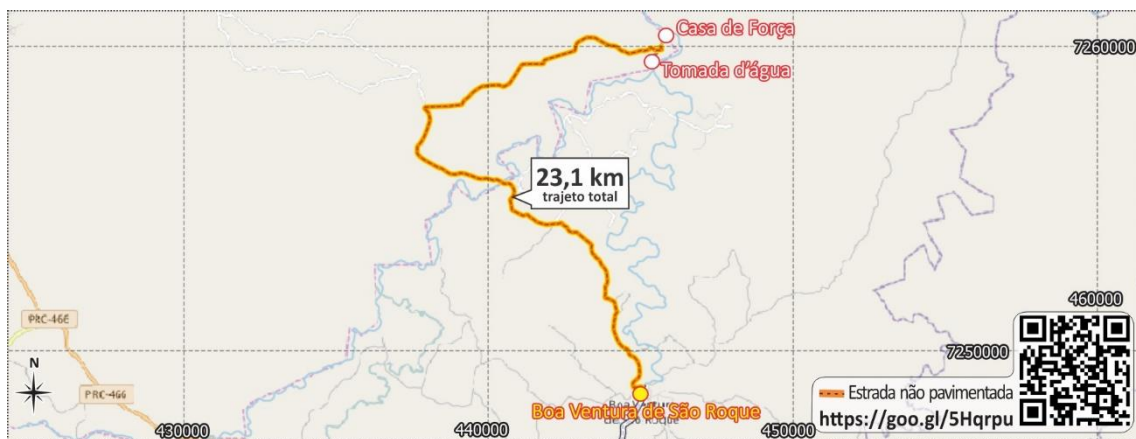 Casa de Força
7260000
Tomada d'água
23,1 km
trajeto total
PRC-466
460000
7250000
N
PRC-466
Estrada não pavimentada
Boa Ventura de São Roque
https://goo.gl/5Hqrpu
430000
440000
450000